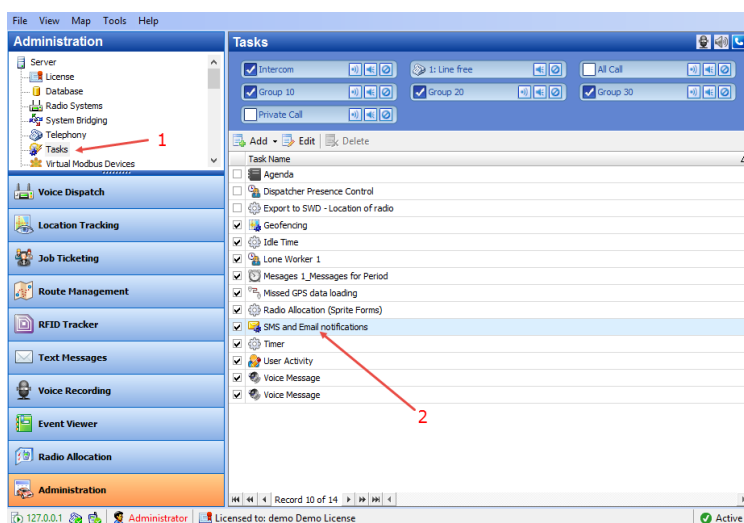 File View Map Tools Help
Administration
Server
License
Database
Radio Systems
System Bridging
Telephony
Tasks
Virtual Modbus Devices
1
Voice Dispatch
Location Tracking
Job Ticketing
Route Management
RFID Tracker
Text Messages
Voice Recording
Event Viewer
Radio Allocation
Administration
Tasks
Intercom 1: Line free All Call
Group 10 Group 20 Group 30
Private Call
Add Edit Delete
Task Name
Agenda
Dispatcher Presence Control
Export to SWD - Location of radio
Geofencing
Idle Time
Lone Worker 1
Mesages 1_Messages for Period
Missed GPS data loading
Radio Allocation (Sprite Forms)
SMS and Email notifications
Timer
User Activity
Voice Message
Voice Message
2
Record 10 of 14
127.0.0.1 Administrator Licensed to: demo Demo License Active